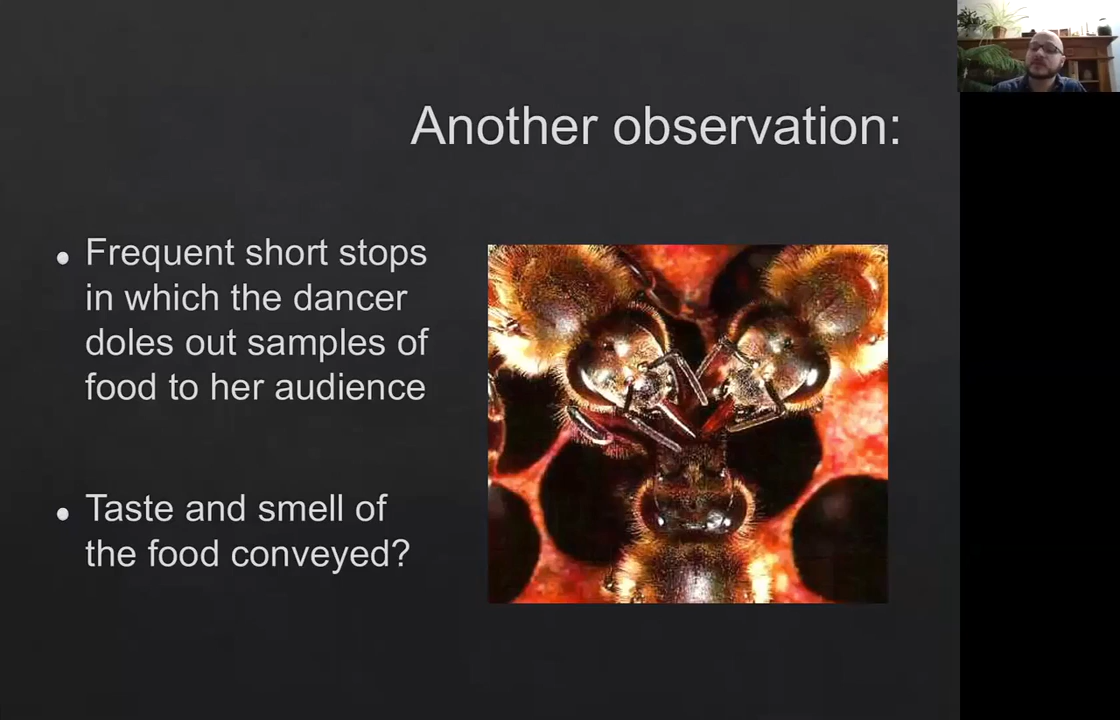 Another observation:
Frequent short stops
in which the dancer
doles out samples of
food to her audience
Taste and smell of
the food conveyed?